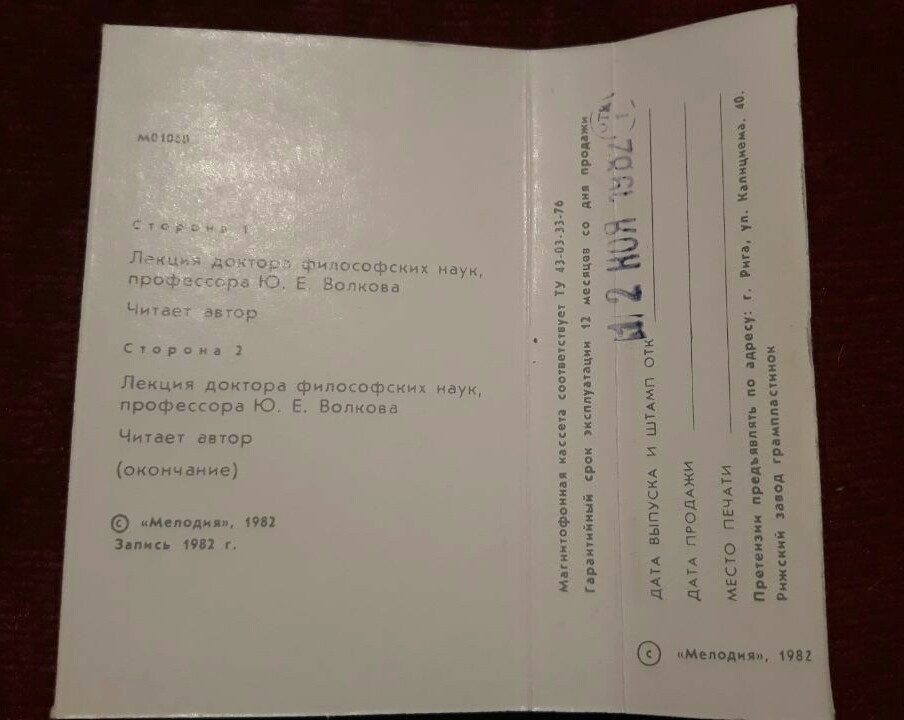 Сторона 1
Лекция доктора философских наук,
профессора Ю. Е. Волкова
Читает автор
Сторона 2
Лекция доктора философских наук,
профессора Ю. Е. Волкова
Читает автор
(окончание)
© «Мелодия», 1982
Запись 1982 г.
Магнитофонная кассета соответствует ТУ 43-03-33-76
Гарантийный срок эксплуатации 12 месяцев со дня продажи
ДАТА ВЫПУСКА И ШТАМП ОТК
2 НОЯ 1982
ОТК
ДАТА ПРОДАЖИ
МЕСТО ПЕЧАТИ
Претензии предъявлять по адресу: г. Рига, ул. Калнциема, 40.
Рижский завод грампластинок
© «Мелодия», 1982